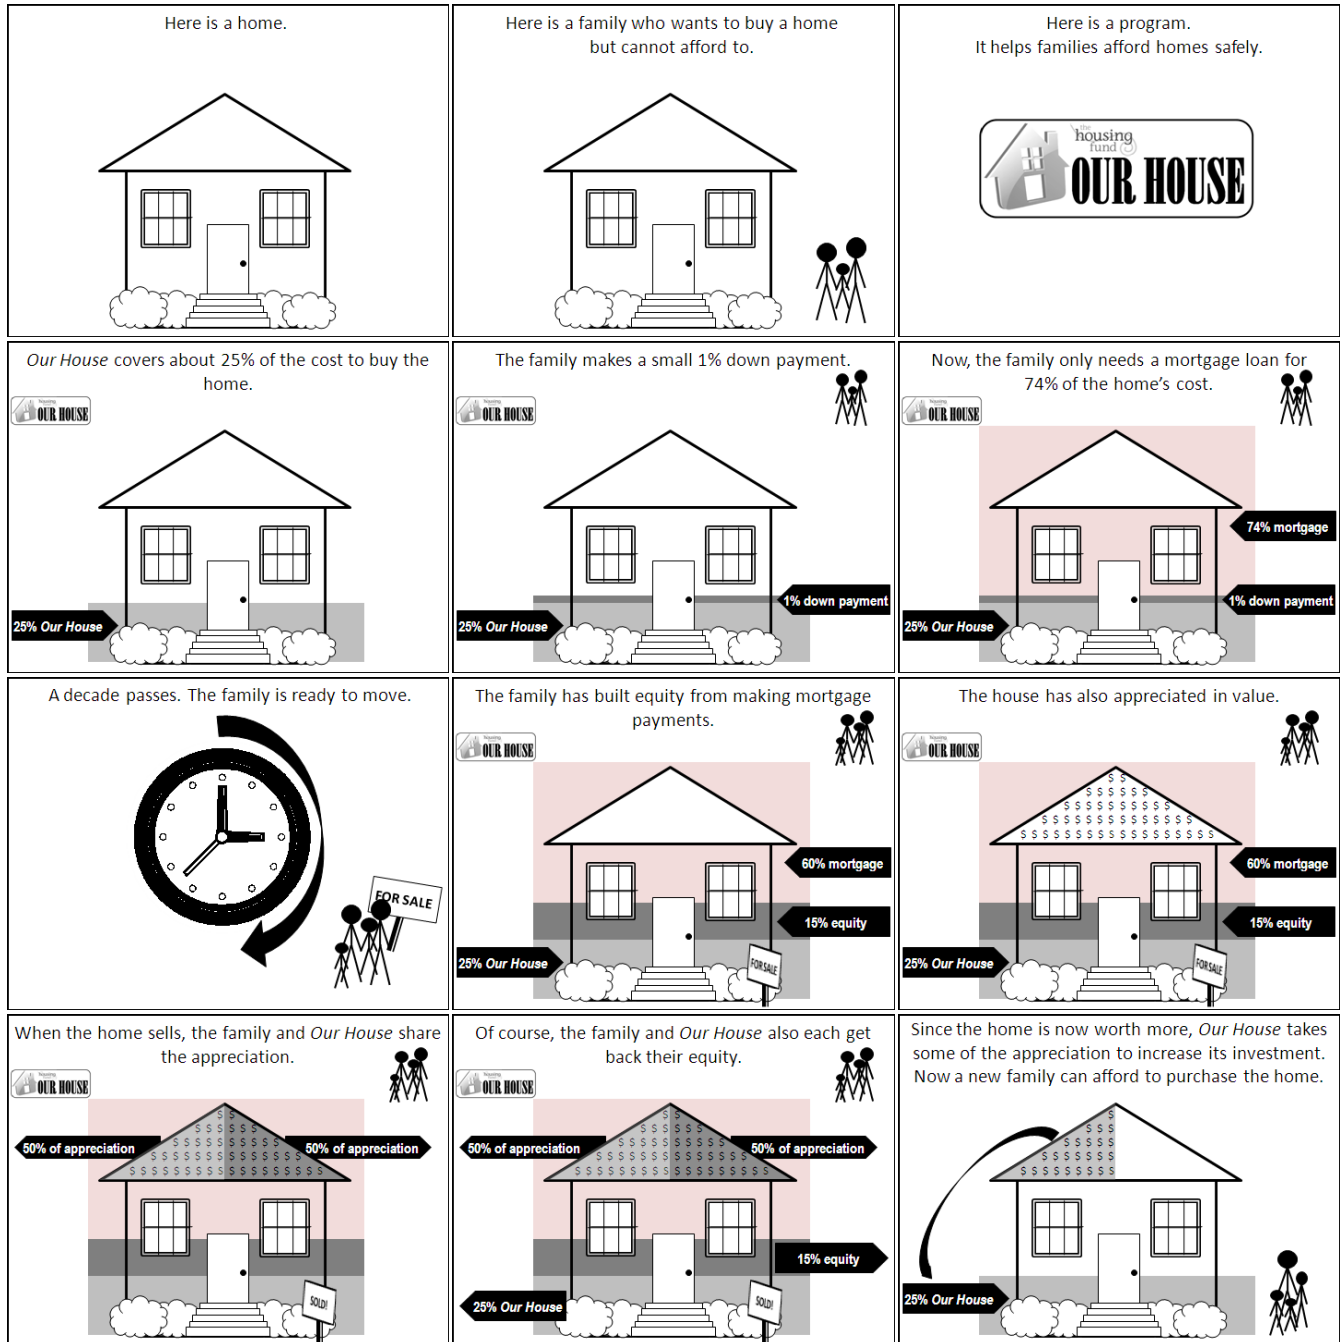 Here is a home.
Here is a family who wants to buy a home
but cannot afford to.
Here is a program.
It helps families afford homes safely.
the
housing
fund
OUR HOUSE
Our House covers about 25% of the cost to buy the
home.
housing
OUR HOUSE
25% Our House
The family makes a small 1% down payment.
housing
OUR HOUSE
1% down payment
25% Our House
Now, the family only needs a mortgage loan for
74% of the home's cost.
housing
OUR HOUSE
74% mortgage
1% down payment
25% Our House
A decade passes. The family is ready to move.
FOR SALE
The family has built equity from making mortgage
payments.
housing
OUR HOUSE
60% mortgage
15% equity
25% Our House
FOR SALE
The house has also appreciated in value.
housing
OUR HOUSE
$ $
$ $ $ $ $
$ $ $ $ $ $ $ $
$ $ $ $ $ $ $ $ $ $ $
$ $ $ $ $ $ $ $ $ $ $ $ $ $
60% mortgage
15% equity
25% Our House
FOR SALE
When the home sells, the family and Our House share
the appreciation.
housing
OUR HOUSE
50% of appreciation
50% of appreciation
SOLD!
Of course, the family and Our House also each get
back their equity.
housing
OUR HOUSE
50% of appreciation
50% of appreciation
15% equity
25% Our House
SOLD!
Since the home is now worth more, Our House takes
some of the appreciation to increase its investment.
Now a new family can afford to purchase the home.
25% Our House